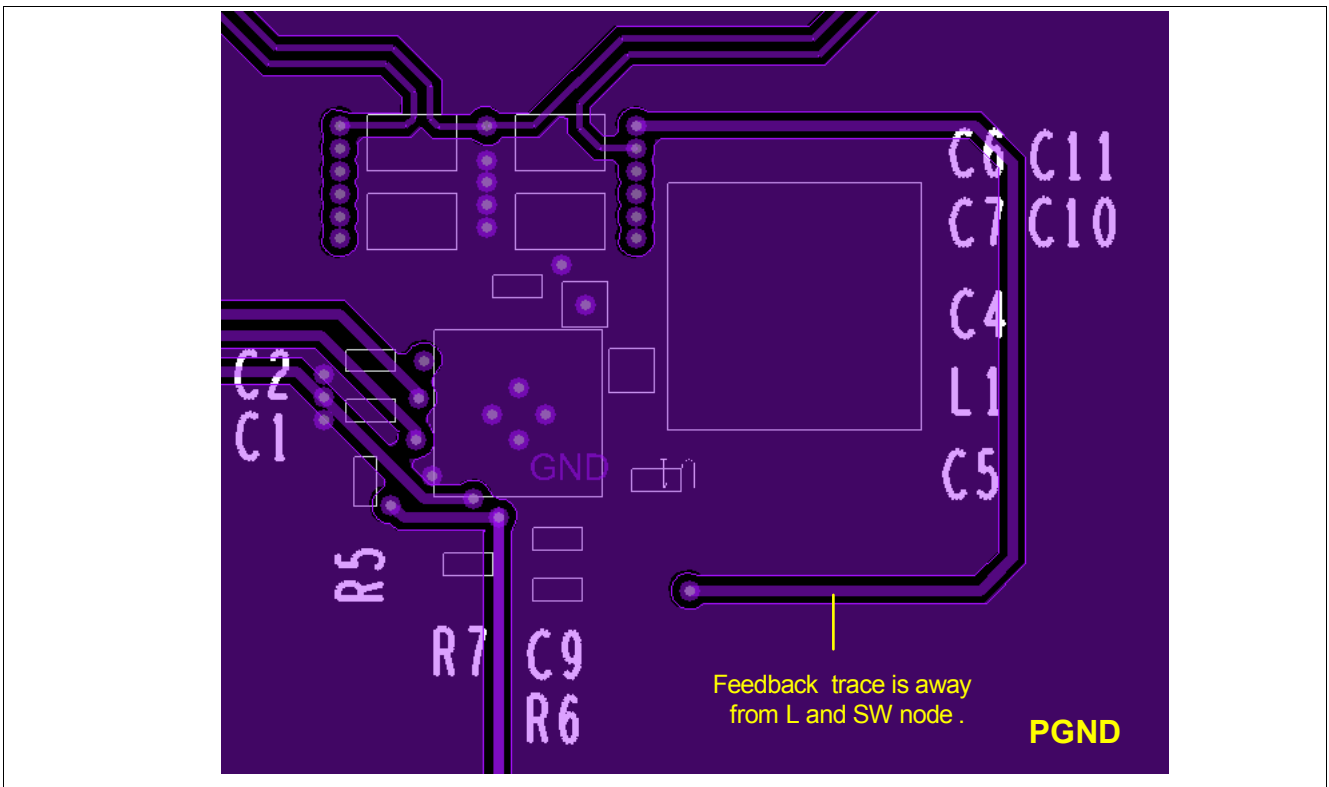 C6 C11
C7 C10
C4
C2
L1
C1
GND
C5
R5
R7 C9
R6
Feedback trace is away
from L and SW node .
PGND